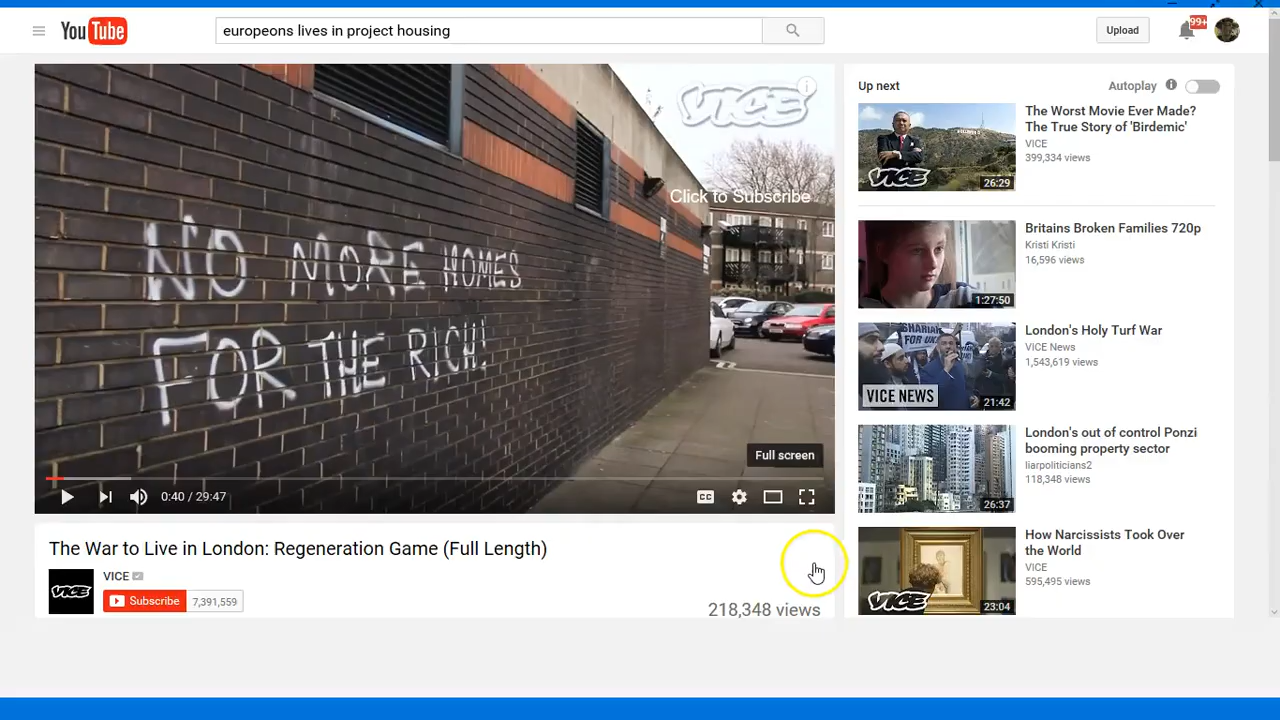 YouTube
europeons lives in project housing
Upload
99+
VICE
Click to Subscribe
NO MORE HOMES
FOR THE RICH!
Full screen
0:40 / 29:47
CC
The War to Live in London: Regeneration Game (Full Length)
VICE
VICE
Subscribe
7,391,559
218,348 views
Up next
Autoplay
The Worst Movie Ever Made?
The True Story of 'Birdemic'
VICE
399,334 views
VICE
26:29
Britains Broken Families 720p
Kristi Kristi
16,596 views
1:27:50
London's Holy Turf War
VICE News
1,543,619 views
SHARIAH
FOR UK
VICE NEWS
21:42
London's out of control Ponzi
booming property sector
liarpoliticians2
118,348 views
26:37
How Narcissists Took Over
the World
VICE
595,495 views
VICE
23:04